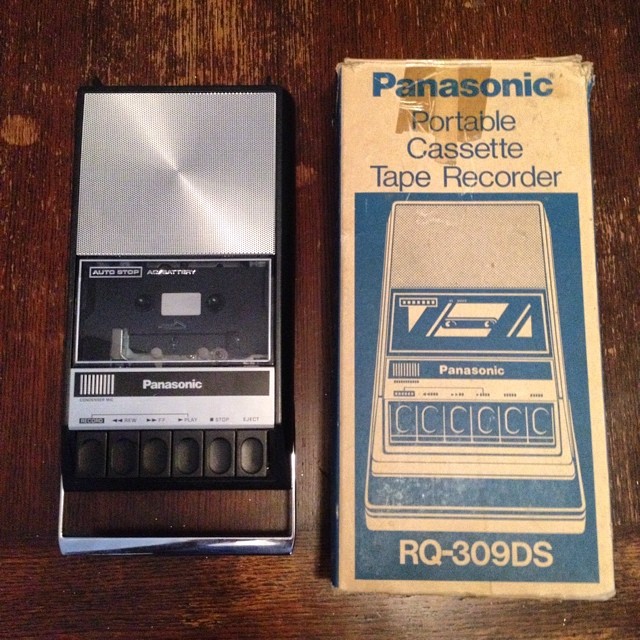 AUTO STOP AC/BATTERY
Panasonic
CONDENSER MIC
RECORD ◄◄ REW ►► FF ► PLAY ■ STOP EJECT
Panasonic
Portable
Cassette
Tape Recorder
Panasonic
RQ-309DS